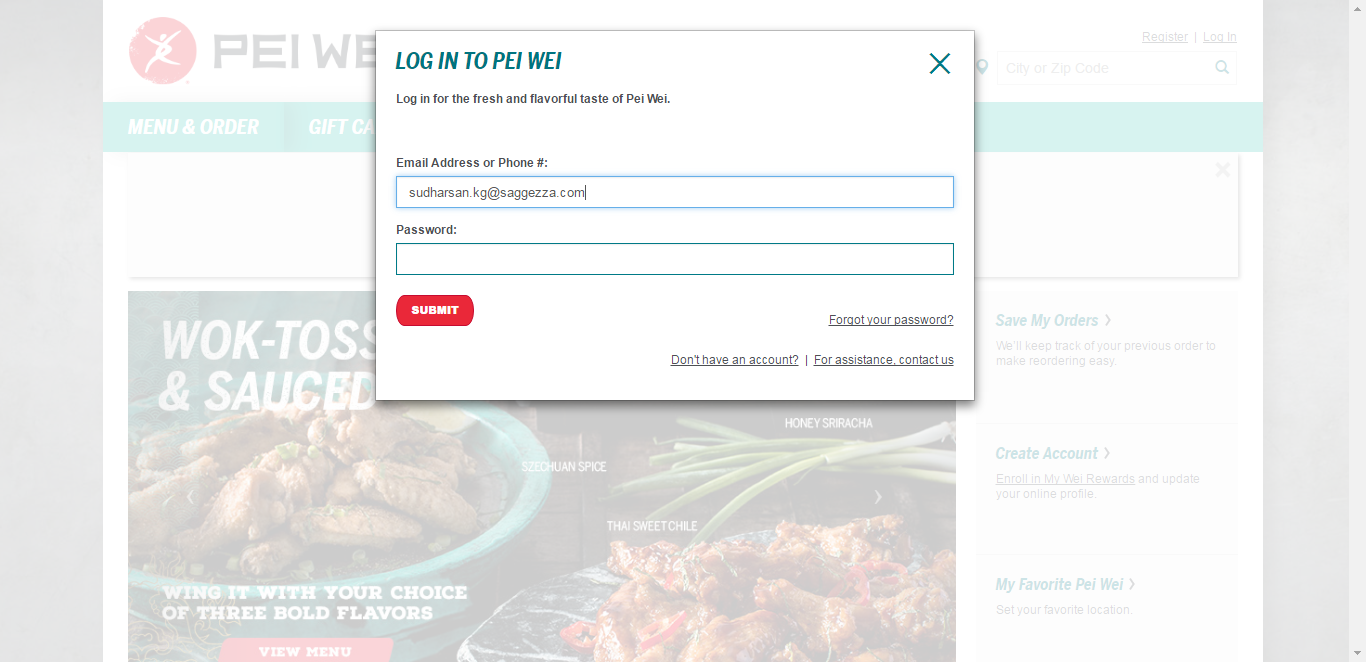 PEI WE
Register | Log In
City or Zip Code
MENU & ORDER
GIFT CA
LOG IN TO PEI WEI
Log in for the fresh and flavorful taste of Pei Wei.
Email Address or Phone #:
sudharsan.kg@saggezza.com
Password:
SUBMIT
Forgot your password?
Don't have an account? | For assistance, contact us
WOK-TOSS
& SAUCED
HONEY SRIRACHA
SZECHUAN SPICE
THAI SWEET CHILE
WING IT WITH YOUR CHOICE
OF THREE BOLD FLAVORS
VIEW MENU
Save My Orders
We'll keep track of your previous order to
make reordering easy.
Create Account
Enroll in My Wei Rewards and update
your online profile.
My Favorite Pei Wei
Set your favorite location.